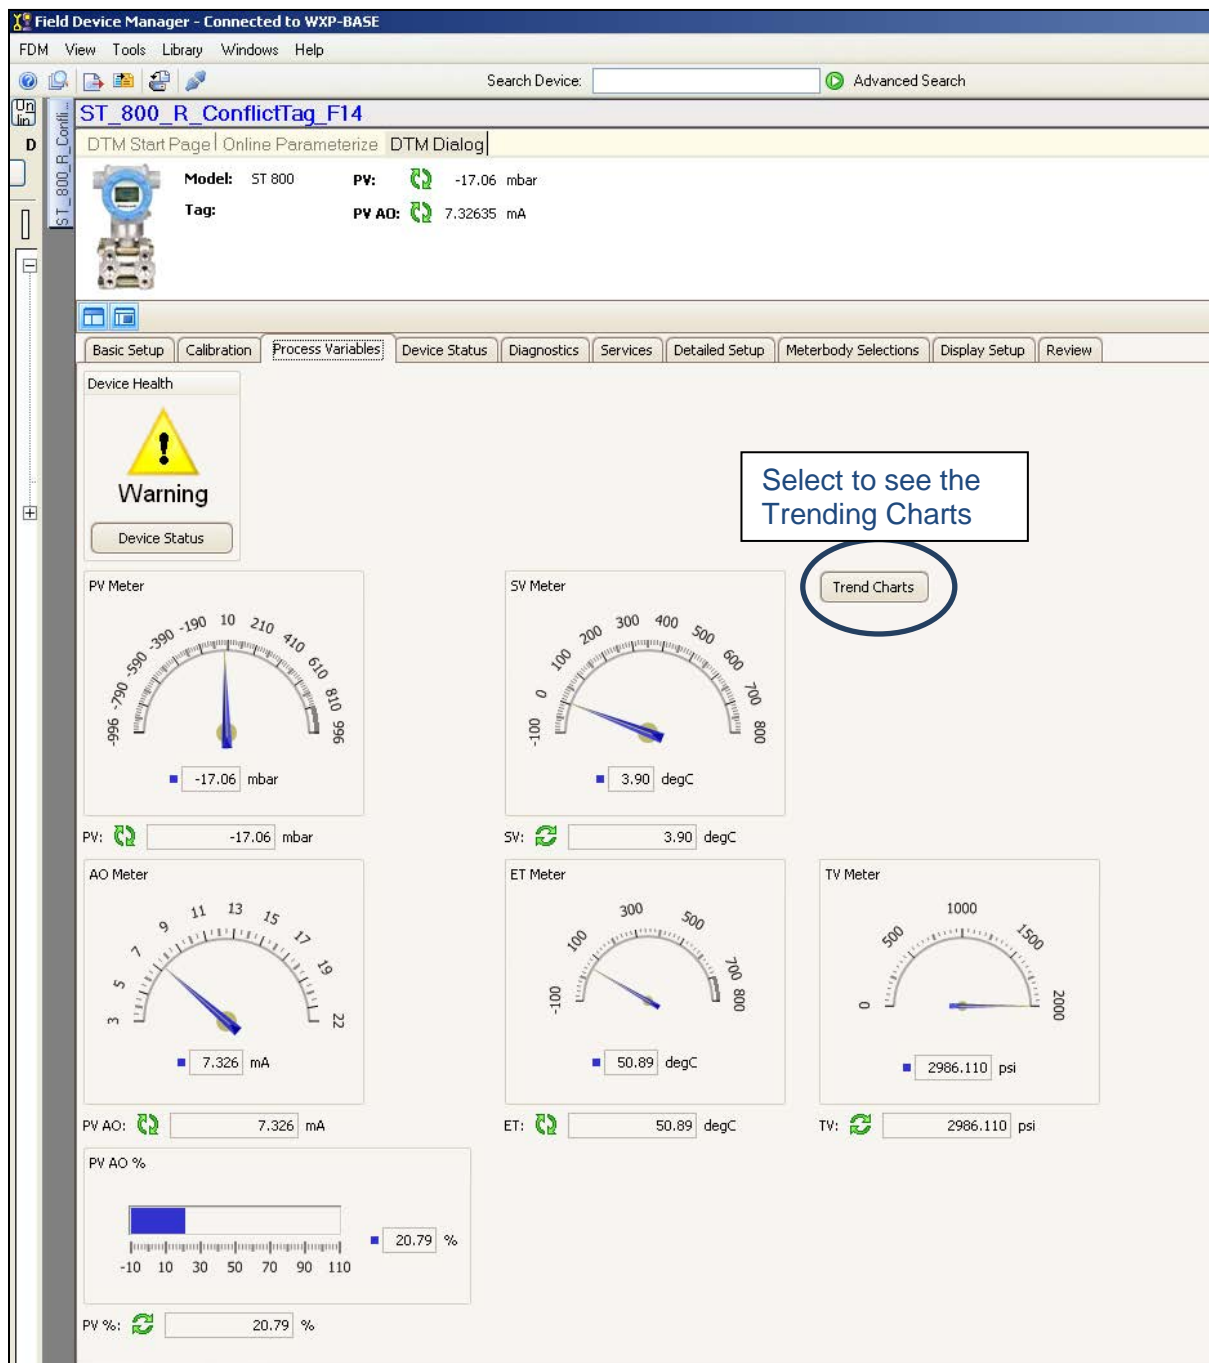 Field Device Manager - Connected to WXP-BASE
FDM View Tools Library Windows Help
Search Device: Advanced Search
Un
lin
D
ST_800_R_Confli...
ST_800_R_ConflictTag_F14
DTM Start Page Online Parameterize DTM Dialog
Model: ST 800 PV: -17.06 mbar
Tag: PV AO: 7.32635 mA
Basic Setup Calibration Process Variables Device Status Diagnostics Services Detailed Setup Meterbody Selections Display Setup Review
Device Health
Warning
Device Status
Select to see the
Trending Charts
Trend Charts
PV Meter
-996 -790 -590 -390 -190 10 210 410 610 810 996
-17.06 mbar
PV: -17.06 mbar
SV Meter
-100 0 100 200 300 400 500 600 700 800
3.90 degC
SV: 3.90 degC
AO Meter
3 5 7 9 11 13 15 17 19 22
7.326 mA
PV AO: 7.326 mA
ET Meter
-100 100 300 500 700 800
50.89 degC
ET: 50.89 degC
TV Meter
0 500 1000 1500 2000
2986.110 psi
TV: 2986.110 psi
PV AO %
-10 10 30 50 70 90 110
20.79 %
PV %: 20.79 %